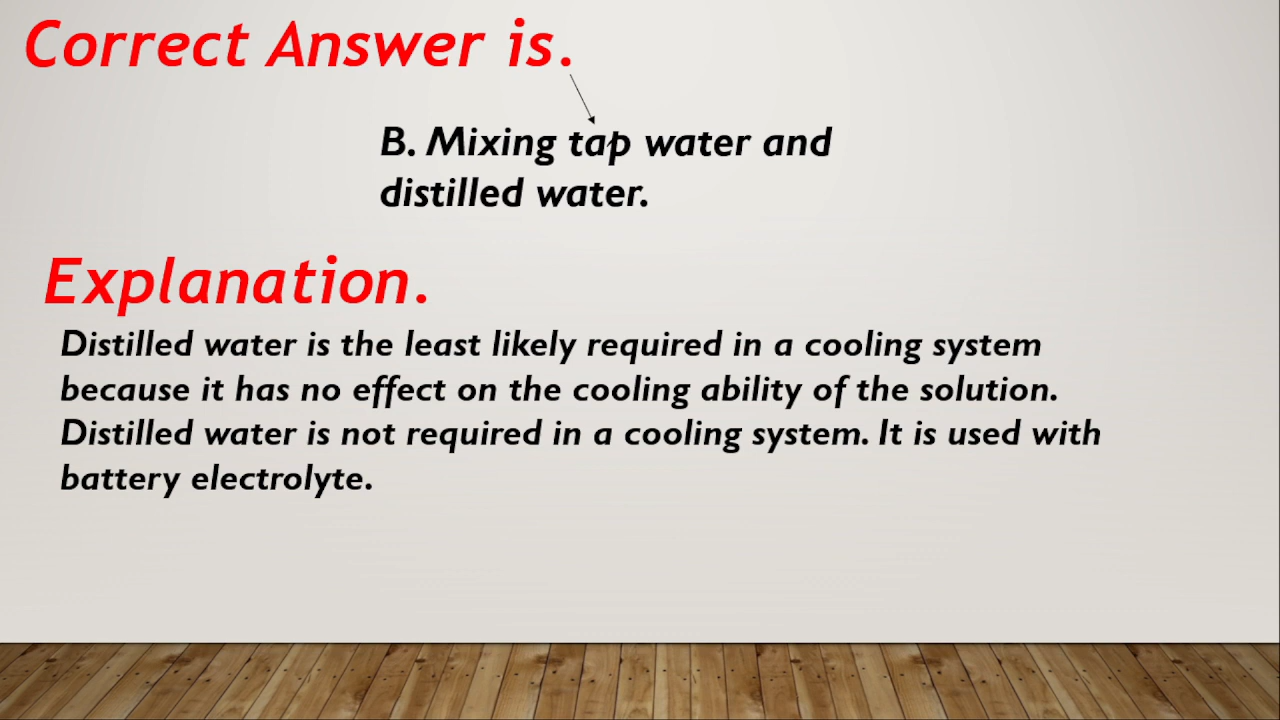 Correct Answer is.
B. Mixing tap water and
distilled water.
Explanation.
Distilled water is the least likely required in a cooling system
because it has no effect on the cooling ability of the solution.
Distilled water is not required in a cooling system. It is used with
battery electrolyte.